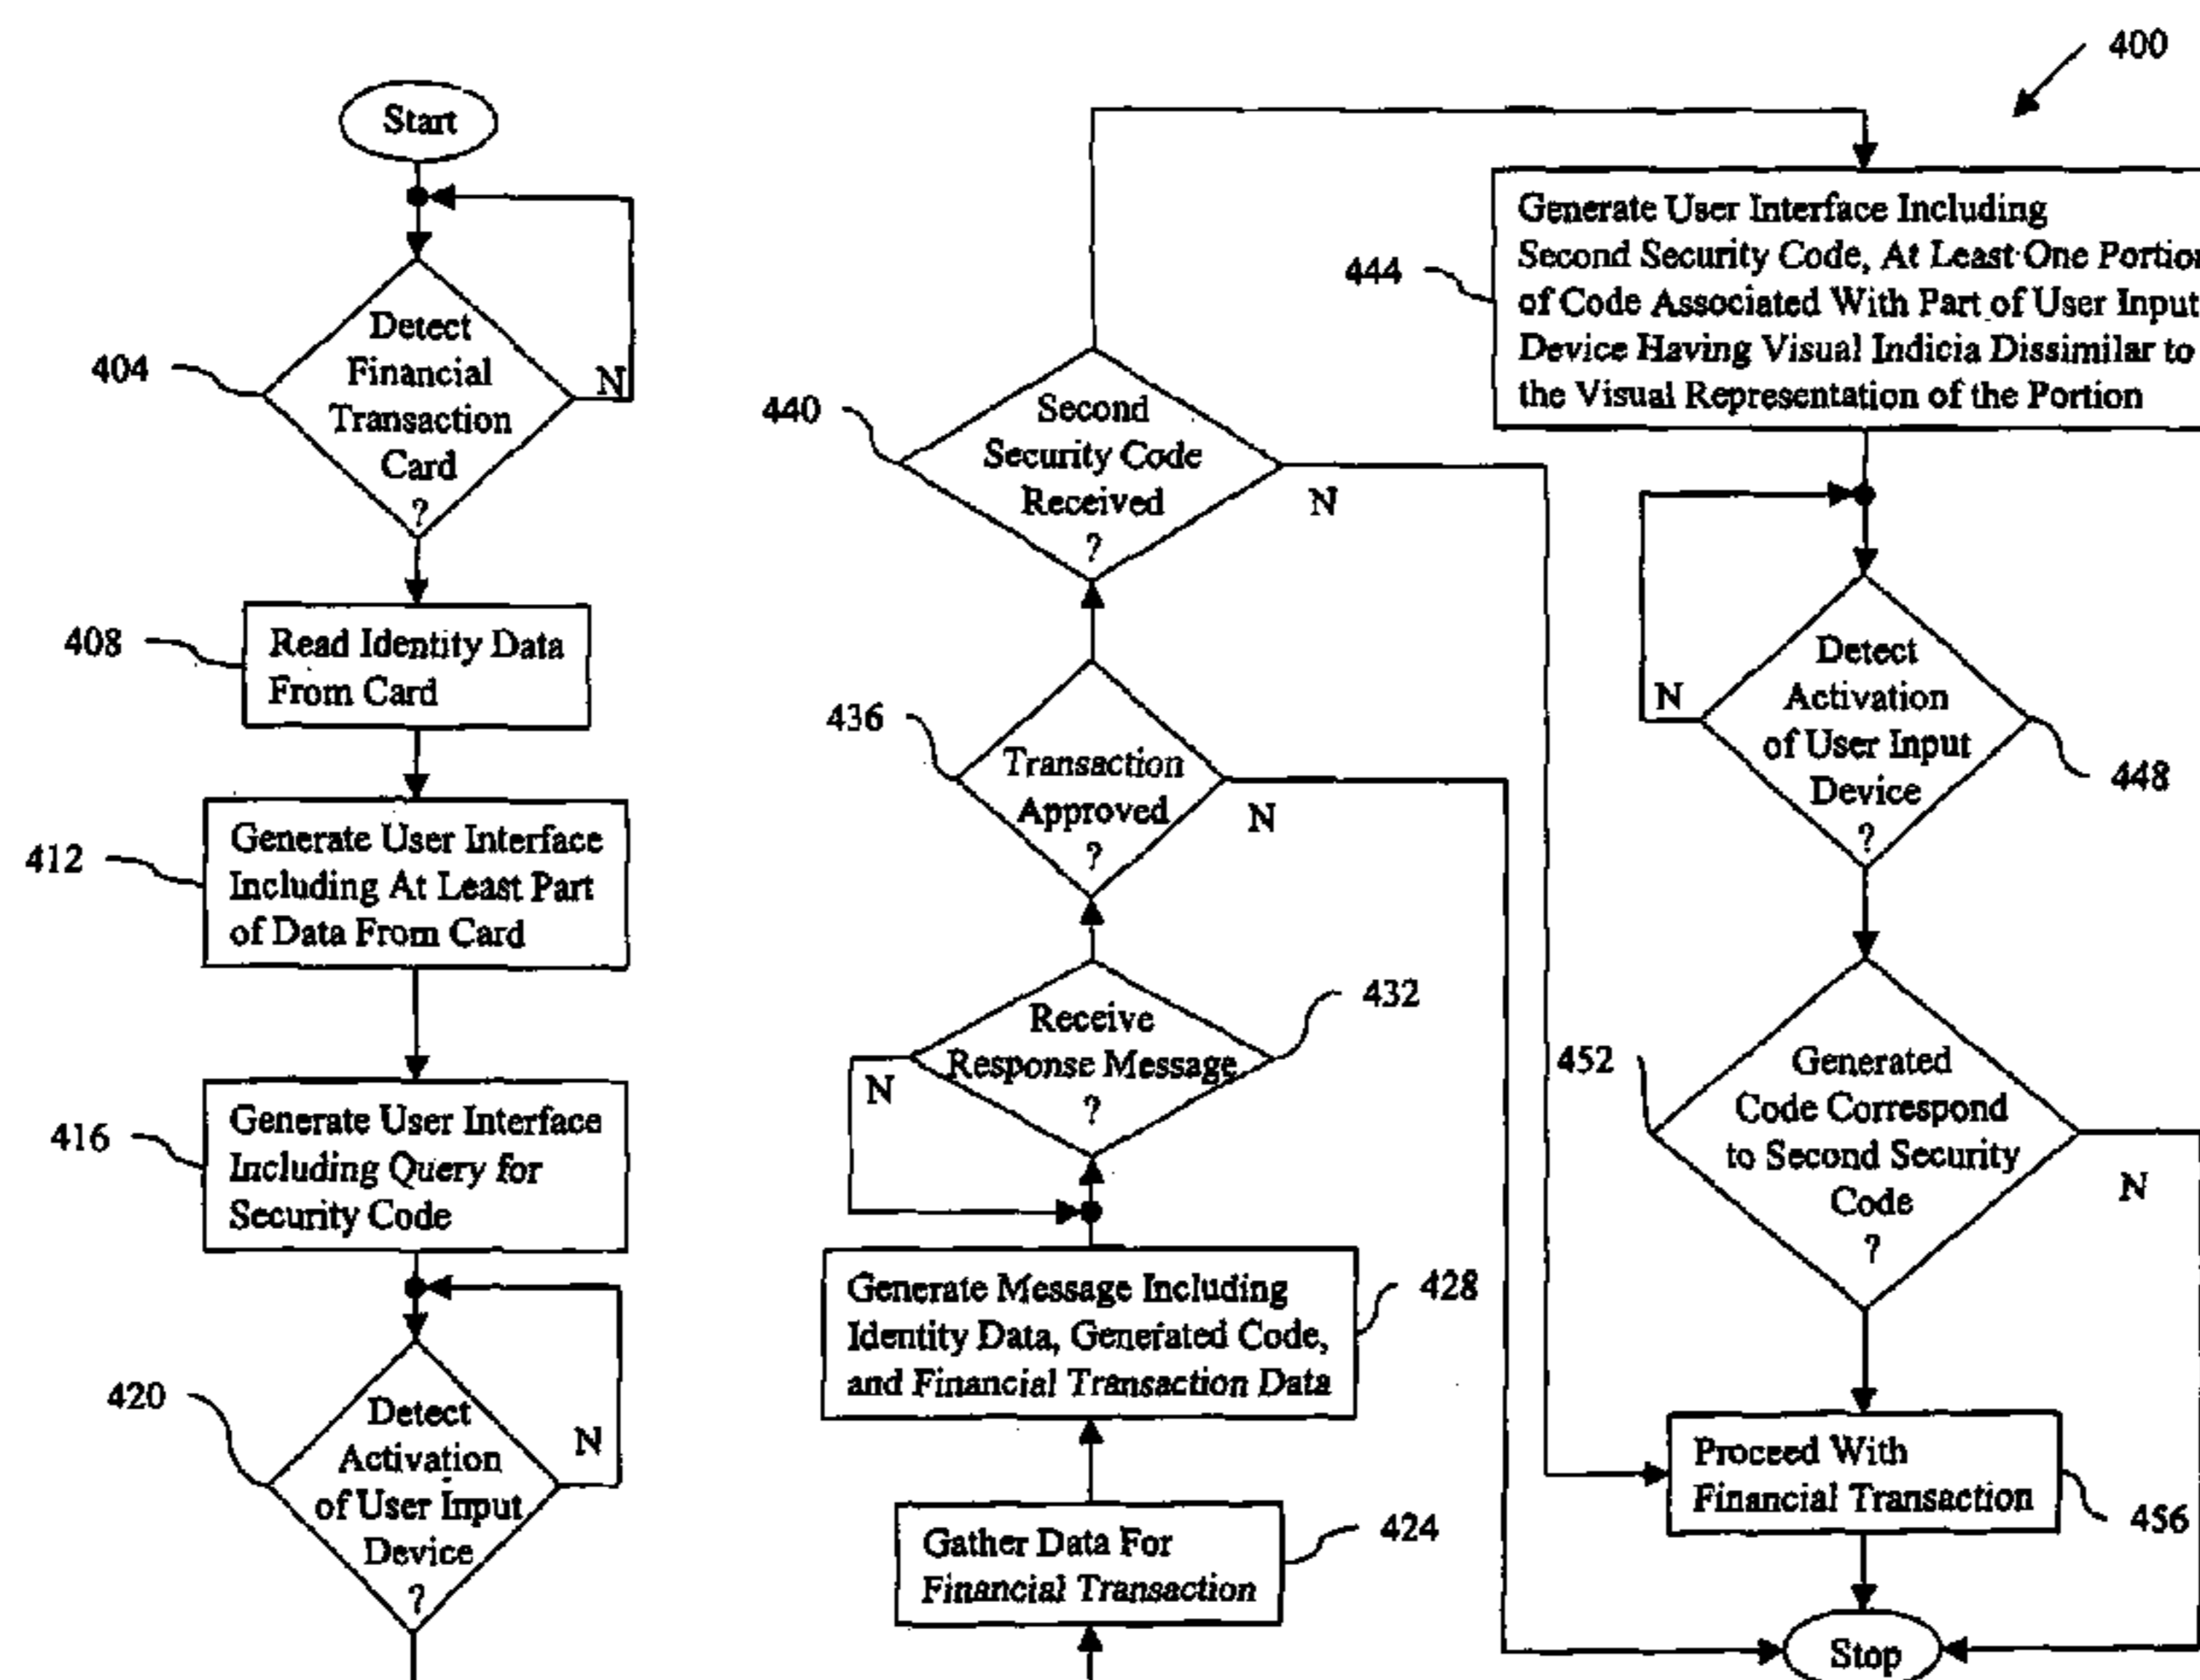 400
Start
404
Detect
Financial
Transaction
Card
?
N
408
Read Identity Data
From Card
412
Generate User Interface
Including At Least Part
of Data From Card
416
Generate User Interface
Including Query for
Security Code
420
Detect
Activation
of User Input
Device
?
N
440
Second
Security Code
Received
?
N
436
Transaction
Approved
?
N
432
Receive
Response Message
?
N
428
Generate Message Including
Identity Data, Generated Code,
and Financial Transaction Data
424
Gather Data For
Financial Transaction
444
Generate User Interface Including
Second Security Code, At Least One Portion
of Code Associated With Part of User Input
Device Having Visual Indicia Dissimilar to
the Visual Representation of the Portion
448
Detect
Activation
of User Input
Device
?
N
452
Generated
Code Correspond
to Second Security
Code
?
N
456
Proceed With
Financial Transaction
Stop